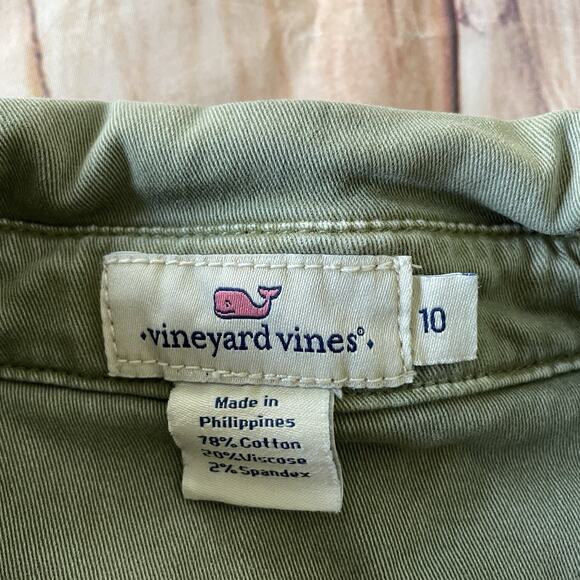 ·vineyard vines®·
10
Made in
Philippines
78% Cotton
20% Viscose
2% Spandex